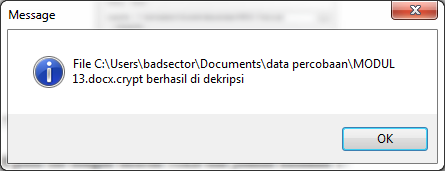 Message
File C:\Users\badsector\Documents\data percobaan\MODUL
13.docx.crypt berhasil di dekripsi
OK